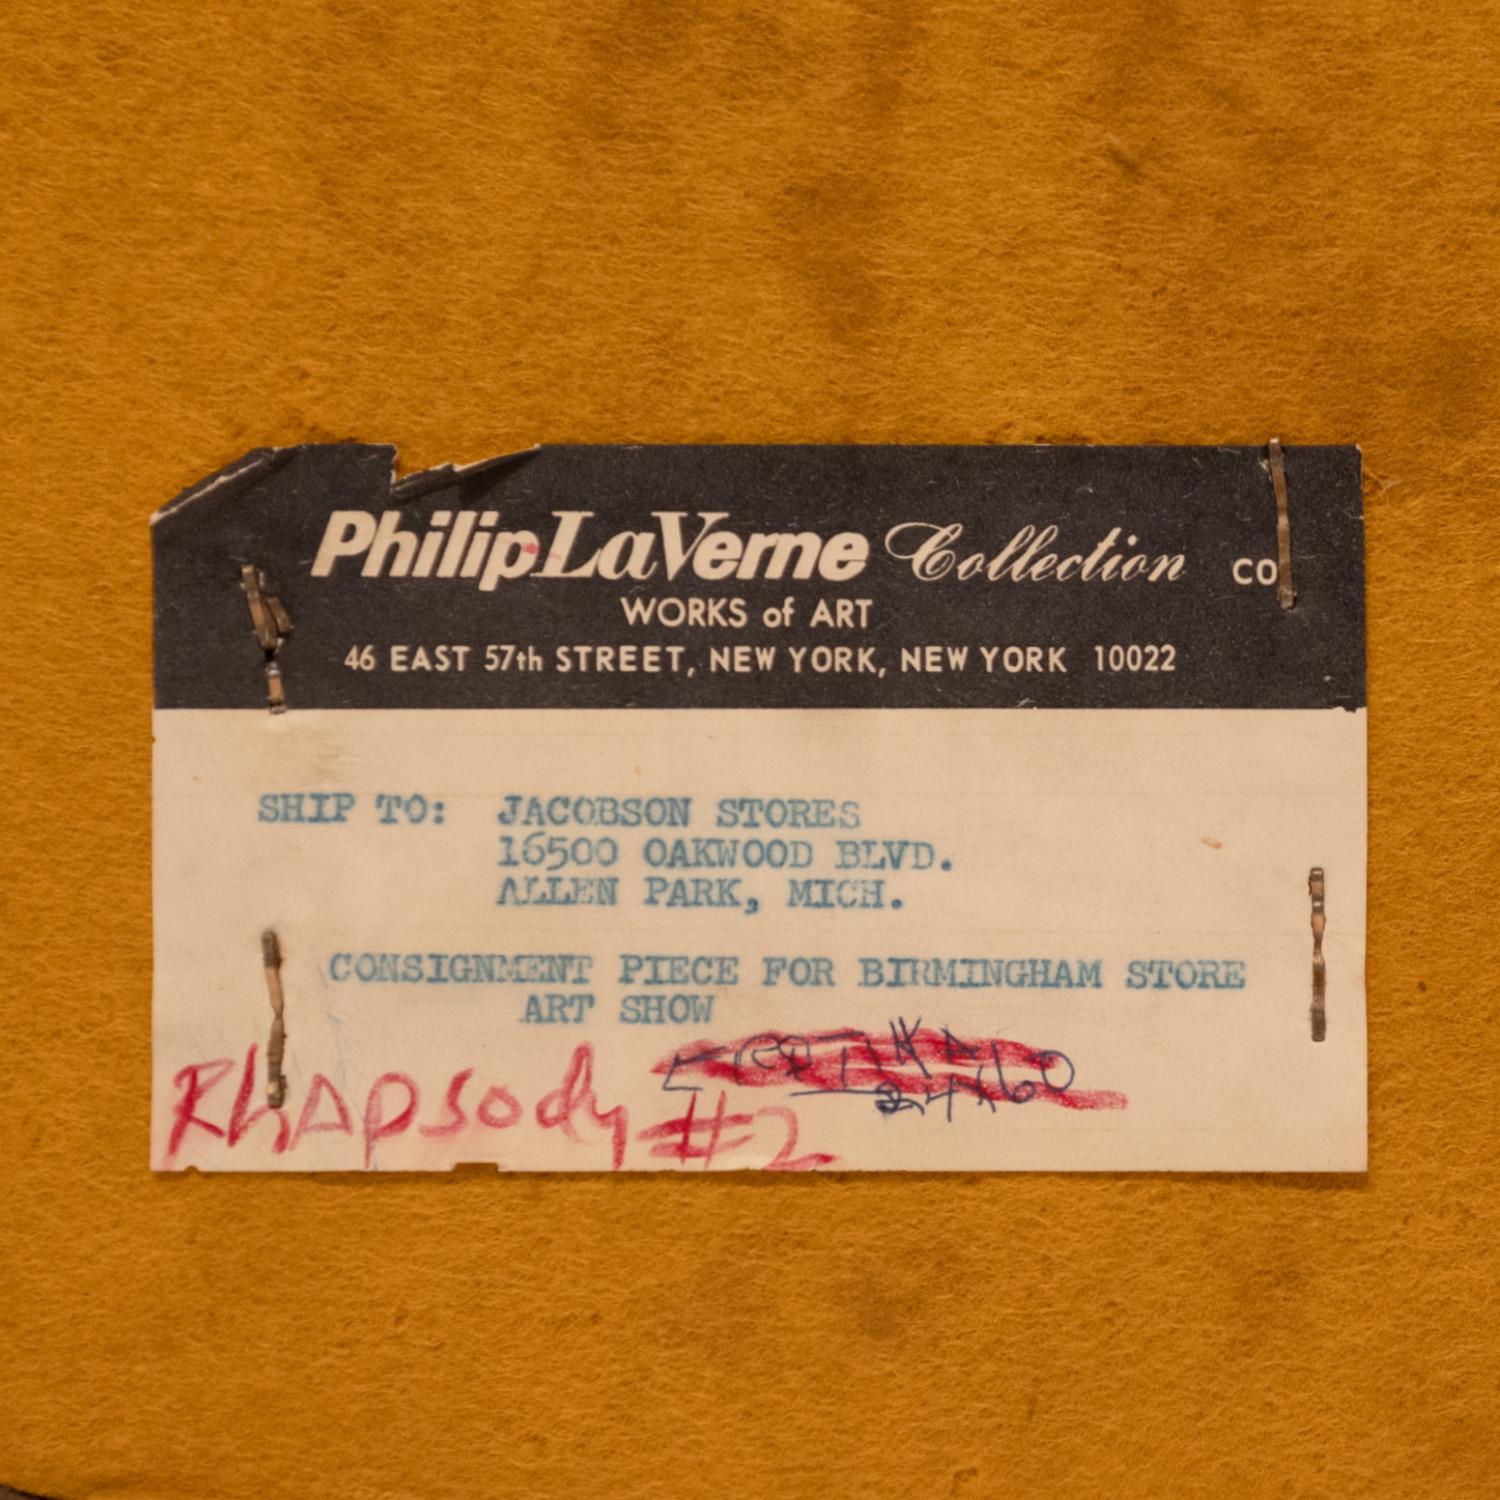 Philip LaVerne Collection CO
WORKS of ART
46 EAST 57th STREET, NEW YORK, NEW YORK 10022
SHIP TO: JACOBSON STORES
16500 OAKWOOD BLVD.
ALLEN PARK, MICH.
CONSIGNMENT PIECE FOR BIRMINGHAM STORE
ART SHOW
24X60
Rhapsody #2